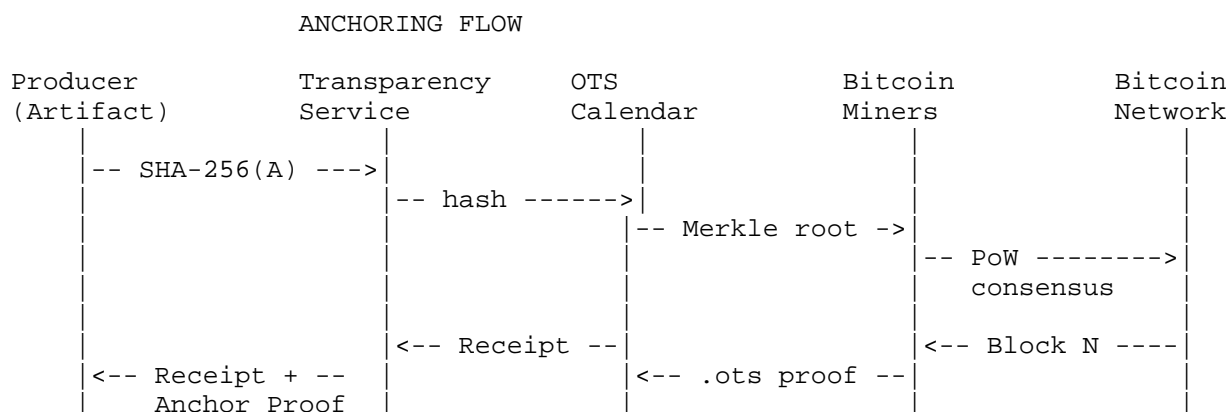 ANCHORING FLOW
Producer Transparency OTS Bitcoin Bitcoin
(Artifact) Service Calendar Miners Network
-- SHA-256(A) --->
-- hash ------>
-- Merkle root ->
-- PoW -------->
consensus
<-- Receipt -- <-- Block N ----
<-- Receipt + -- <-- .ots proof --
Anchor Proof